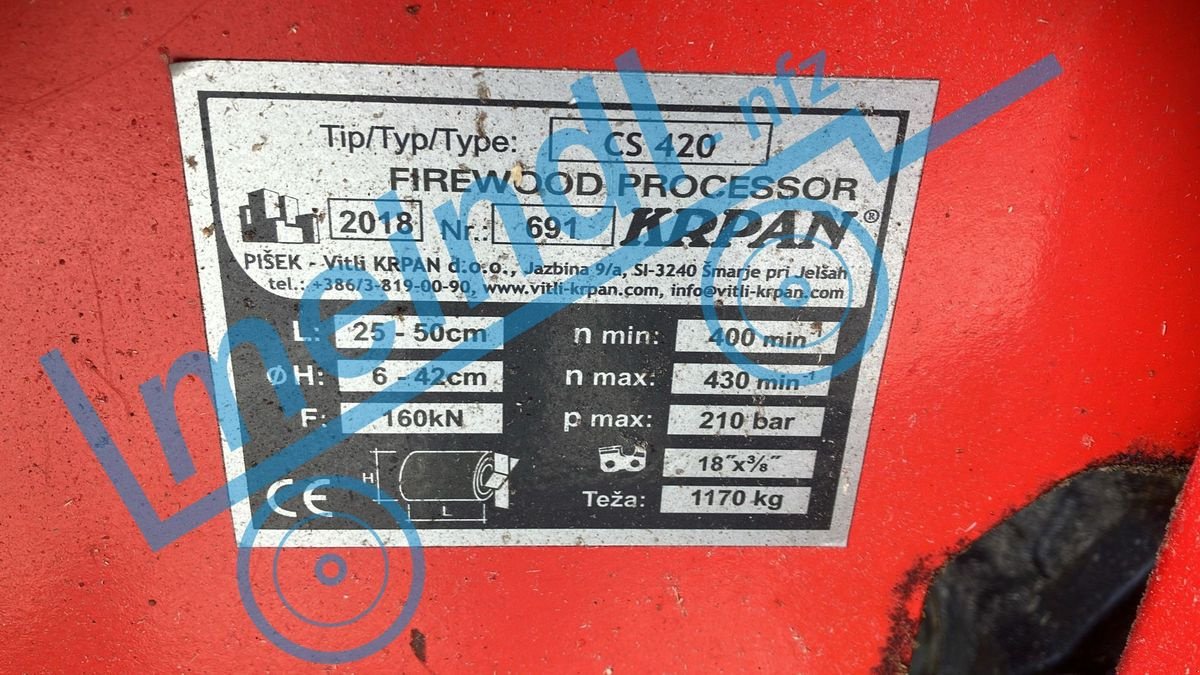 Tip/Typ/Type: CS 420
FIREWOOD PROCESSOR
2018 Nr.: 691 KRPAN®
PIŠEK - Vitli KRPAN d.o.o., Jazbina 9/a, SI-3240 Šmarje pri Jelšah
tel.: +386/3-819-00-90, www.vitli-krpan.com, info@vitli-krpan.com
L: 25 - 50cm n min: 400 min⁻¹
Ø H: 6 - 42cm n max: 430 min⁻¹
F: 160kN p max: 210 bar
18"x3/8"
Teža: 1170 kg
CE H L
meindl-nfz